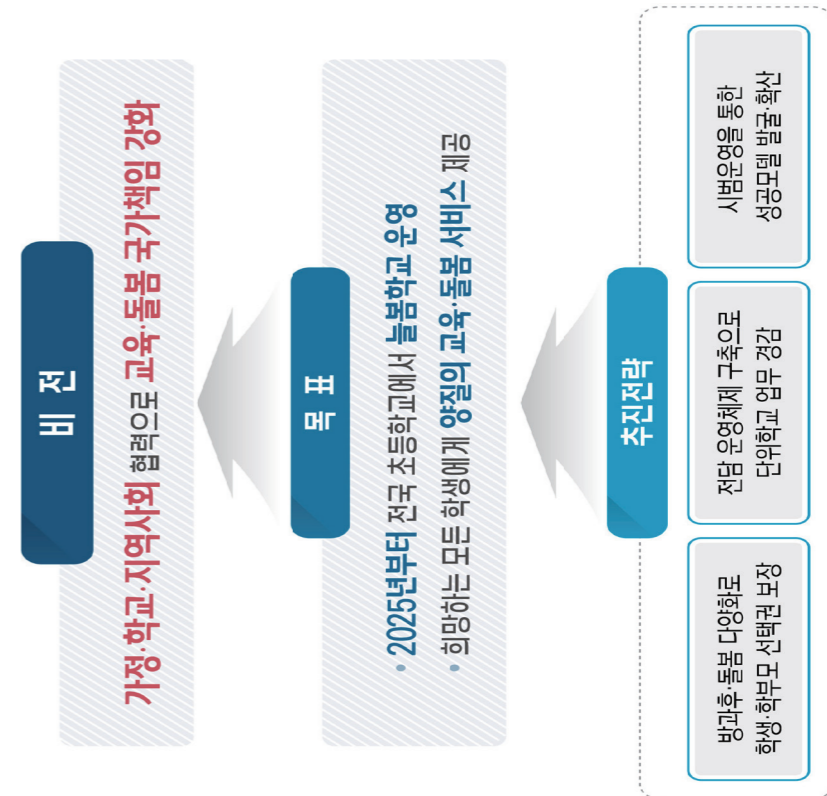 비 전
가정·학교·지역사회 협력으로 교육·돌봄 국가책임 강화
목 표
• 2025년부터 전국 초등학교에서 늘봄학교 운영
• 희망하는 모든 학생에게 양질의 교육·돌봄 서비스 제공
추진전략
방과후·돌봄 다양화로
학생·학부모 선택권 보장
전담 운영체제 구축으로
단위학교 업무 경감
시범운영을 통한
성공모델 발굴·확산